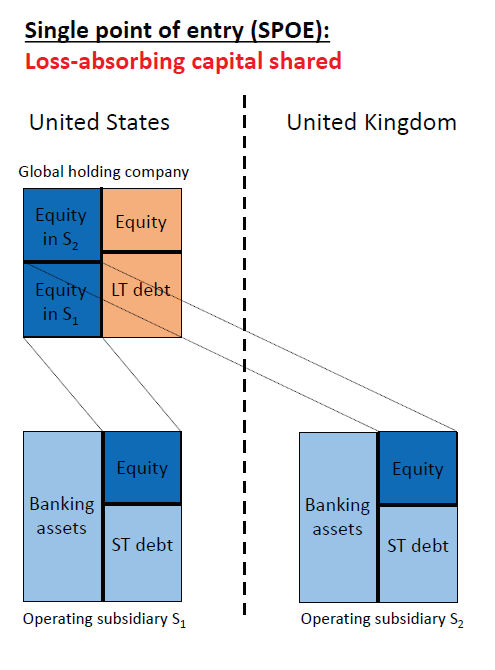 Single point of entry (SPOE):
Loss-absorbing capital shared
United States
United Kingdom
Global holding company
Equity
in S₂
Equity
Equity
in S₁
LT debt
Banking
assets
Equity
ST debt
Banking
assets
Equity
ST debt
Operating subsidiary S₁
Operating subsidiary S₂